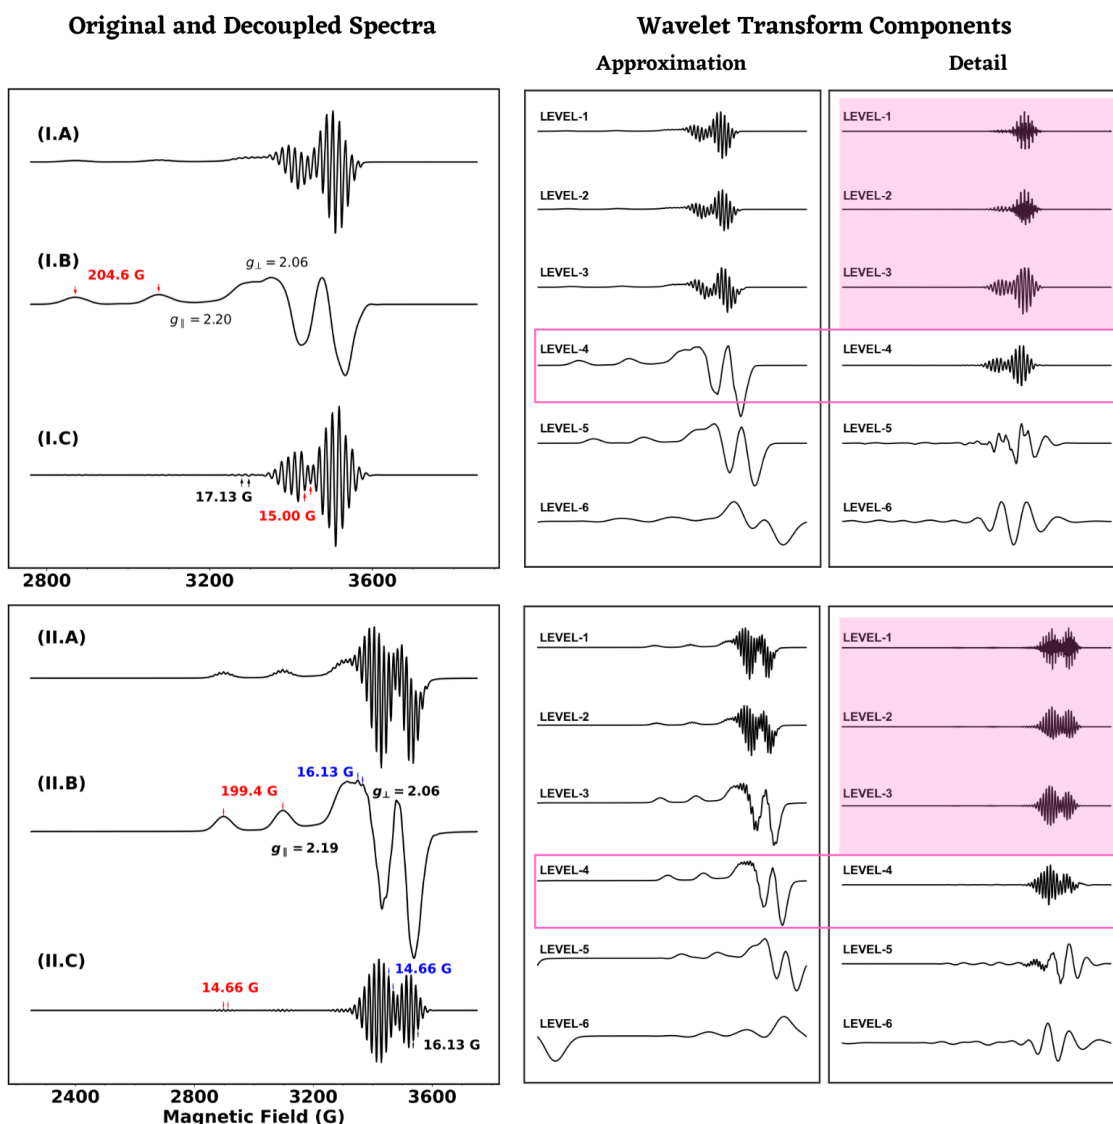 Original and Decoupled Spectra
Wavelet Transform Components
Approximation
Detail
(I.A)
(I.B)
204.6 G
g⊥ = 2.06
g∥ = 2.20
(I.C)
17.13 G
15.00 G
2800
3200
3600
LEVEL-1
LEVEL-2
LEVEL-3
LEVEL-4
LEVEL-5
LEVEL-6
LEVEL-1
LEVEL-2
LEVEL-3
LEVEL-4
LEVEL-5
LEVEL-6
(II.A)
(II.B)
16.13 G
199.4 G
g⊥ = 2.06
g∥ = 2.19
(II.C)
14.66 G
14.66 G
16.13 G
2400
2800
3200
3600
Magnetic Field (G)
LEVEL-1
LEVEL-2
LEVEL-3
LEVEL-4
LEVEL-5
LEVEL-6
LEVEL-1
LEVEL-2
LEVEL-3
LEVEL-4
LEVEL-5
LEVEL-6